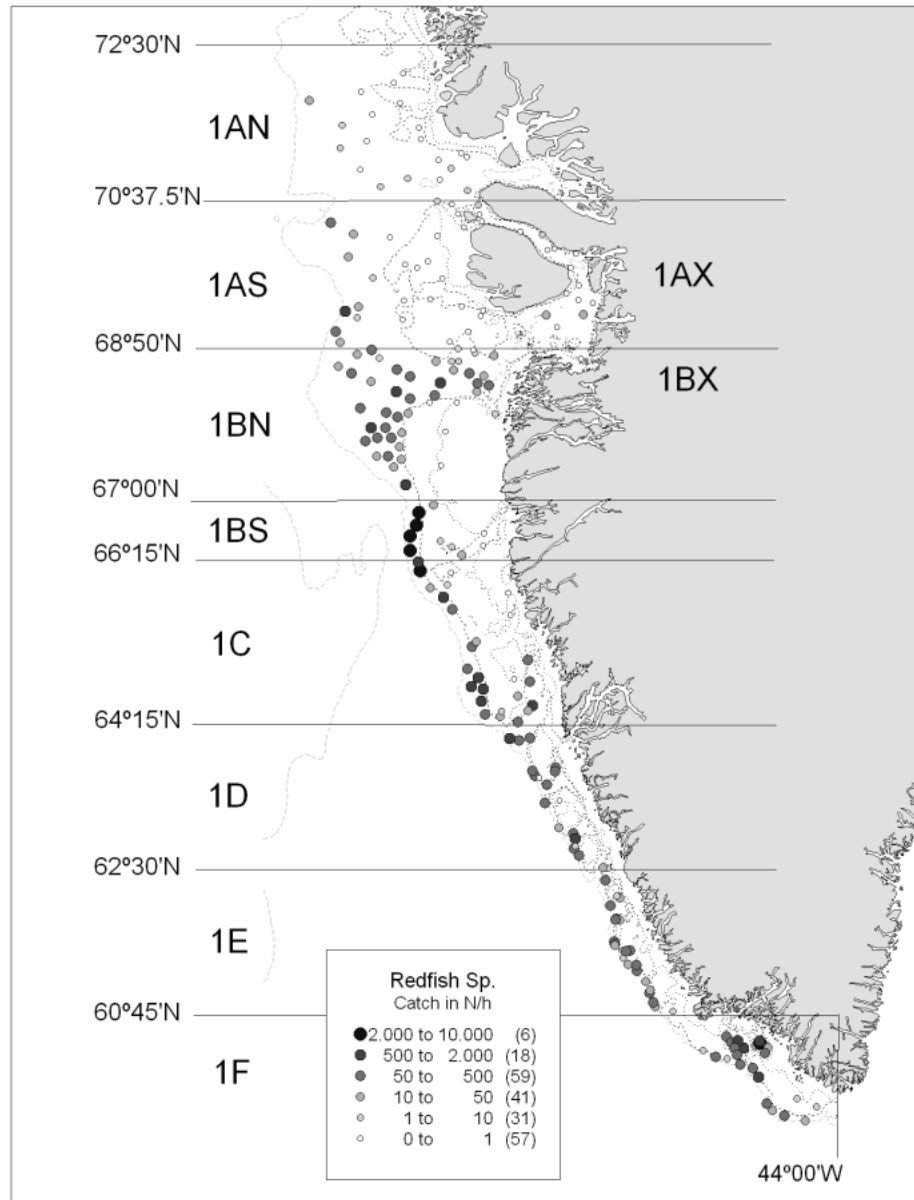 72º30'N
1AN
70º37.5'N
1AS
1AX
68º50'N
1BX
1BN
67º00'N
1BS
66º15'N
1C
64º15'N
1D
62º30'N
1E
Redfish Sp.
Catch in N/h
2.000 to 10.000 (6)
500 to 2.000 (18)
50 to 500 (59)
10 to 50 (41)
1 to 10 (31)
0 to 1 (57)
60º45'N
1F
44º00'W